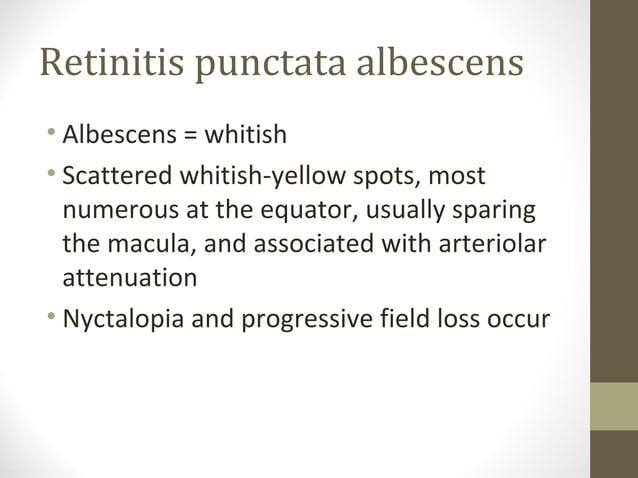 Retinitis punctata albescens
• Albescens = whitish
• Scattered whitish-yellow spots, most
numerous at the equator, usually sparing
the macula, and associated with arteriolar
attenuation
• Nyctalopia and progressive field loss occur